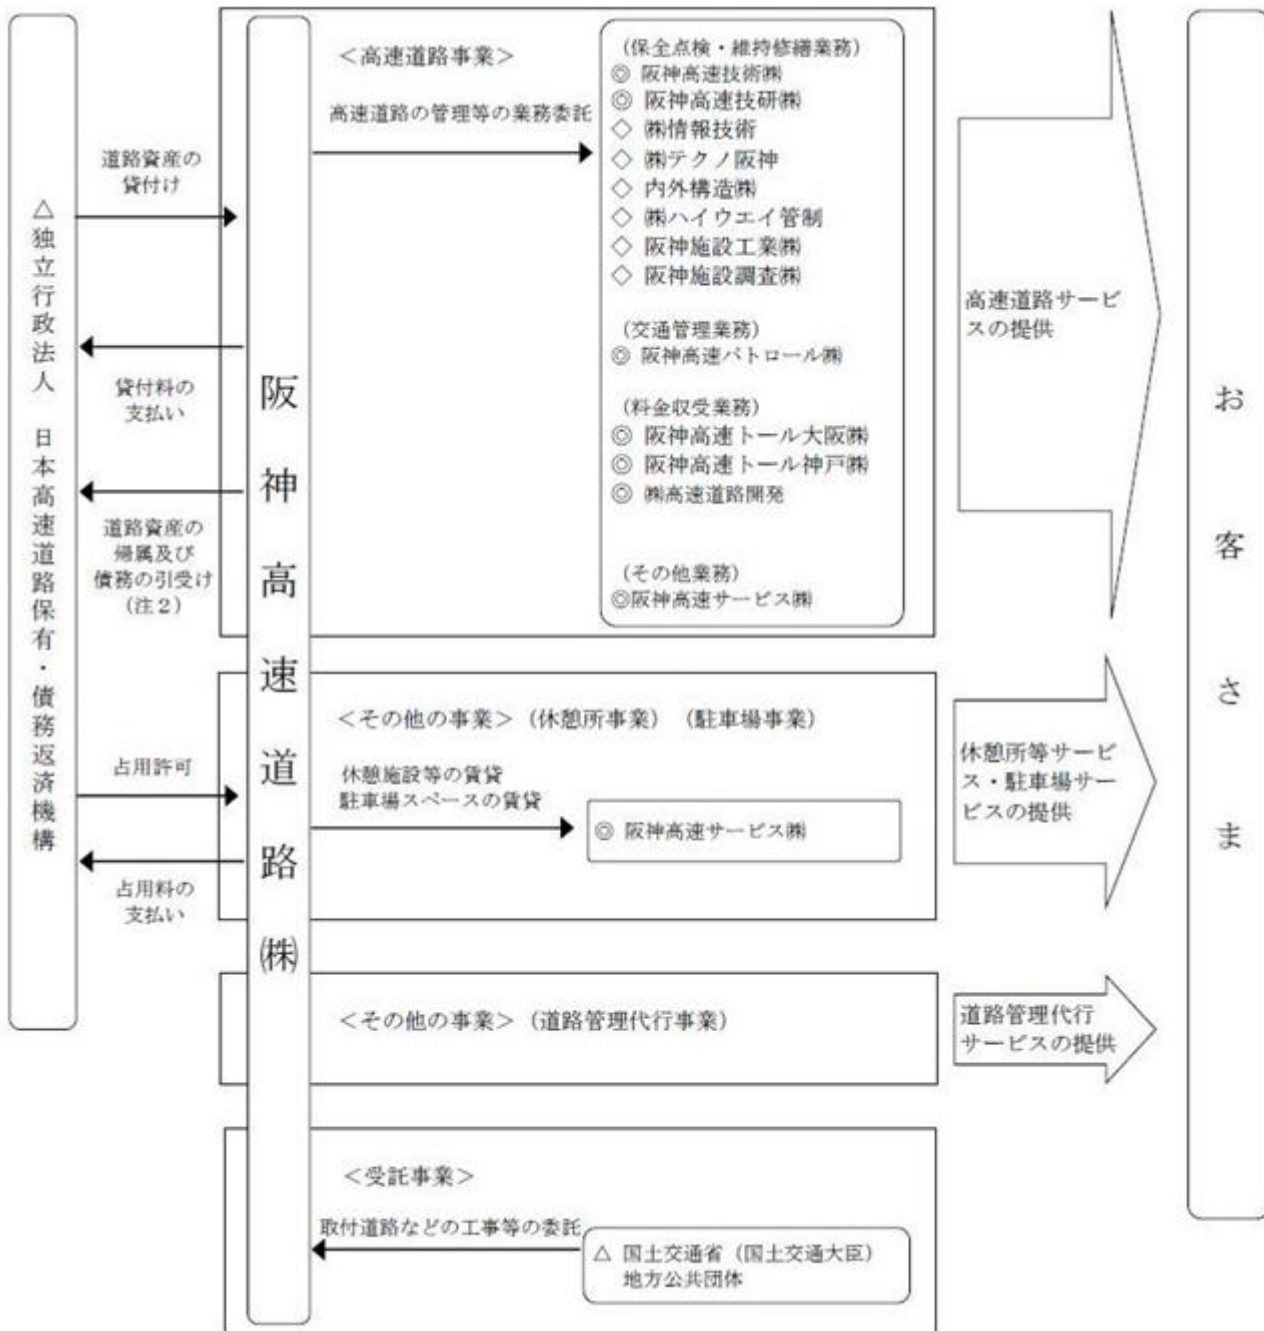 △独立行政法人 日本高速道路保有・債務返済機構
道路資産の
貸付け
貸付料の
支払い
道路資産の
帰属及び
債務の引受け
(注2)
占用許可
占用料の
支払い
阪神高速道路㈱
<高速道路事業>
高速道路の管理等の業務委託
(保全点検・維持修繕業務)
◎ 阪神高速技術㈱
◎ 阪神高速技研㈱
◇ ㈱情報技術
◇ ㈱テクノ阪神
◇ 内外構造㈱
◇ ㈱ハイウエイ管制
◇ 阪神施設工業㈱
◇ 阪神施設調査㈱
(交通管理業務)
◎ 阪神高速パトロール㈱
(料金収受業務)
◎ 阪神高速トール大阪㈱
◎ 阪神高速トール神戸㈱
◎ ㈱高速道路開発
(その他業務)
◎阪神高速サービス㈱
高速道路サービ
スの提供
<その他の事業>(休憩所事業)(駐車場事業)
休憩施設等の賃貸
駐車場スペースの賃貸
◎ 阪神高速サービス㈱
休憩所等サービ
ス・駐車場サー
ビスの提供
<その他の事業>(道路管理代行事業)
道路管理代行
サービスの提供
<受託事業>
取付道路などの工事等の委託
△ 国土交通省(国土交通大臣)
地方公共団体
お客さま